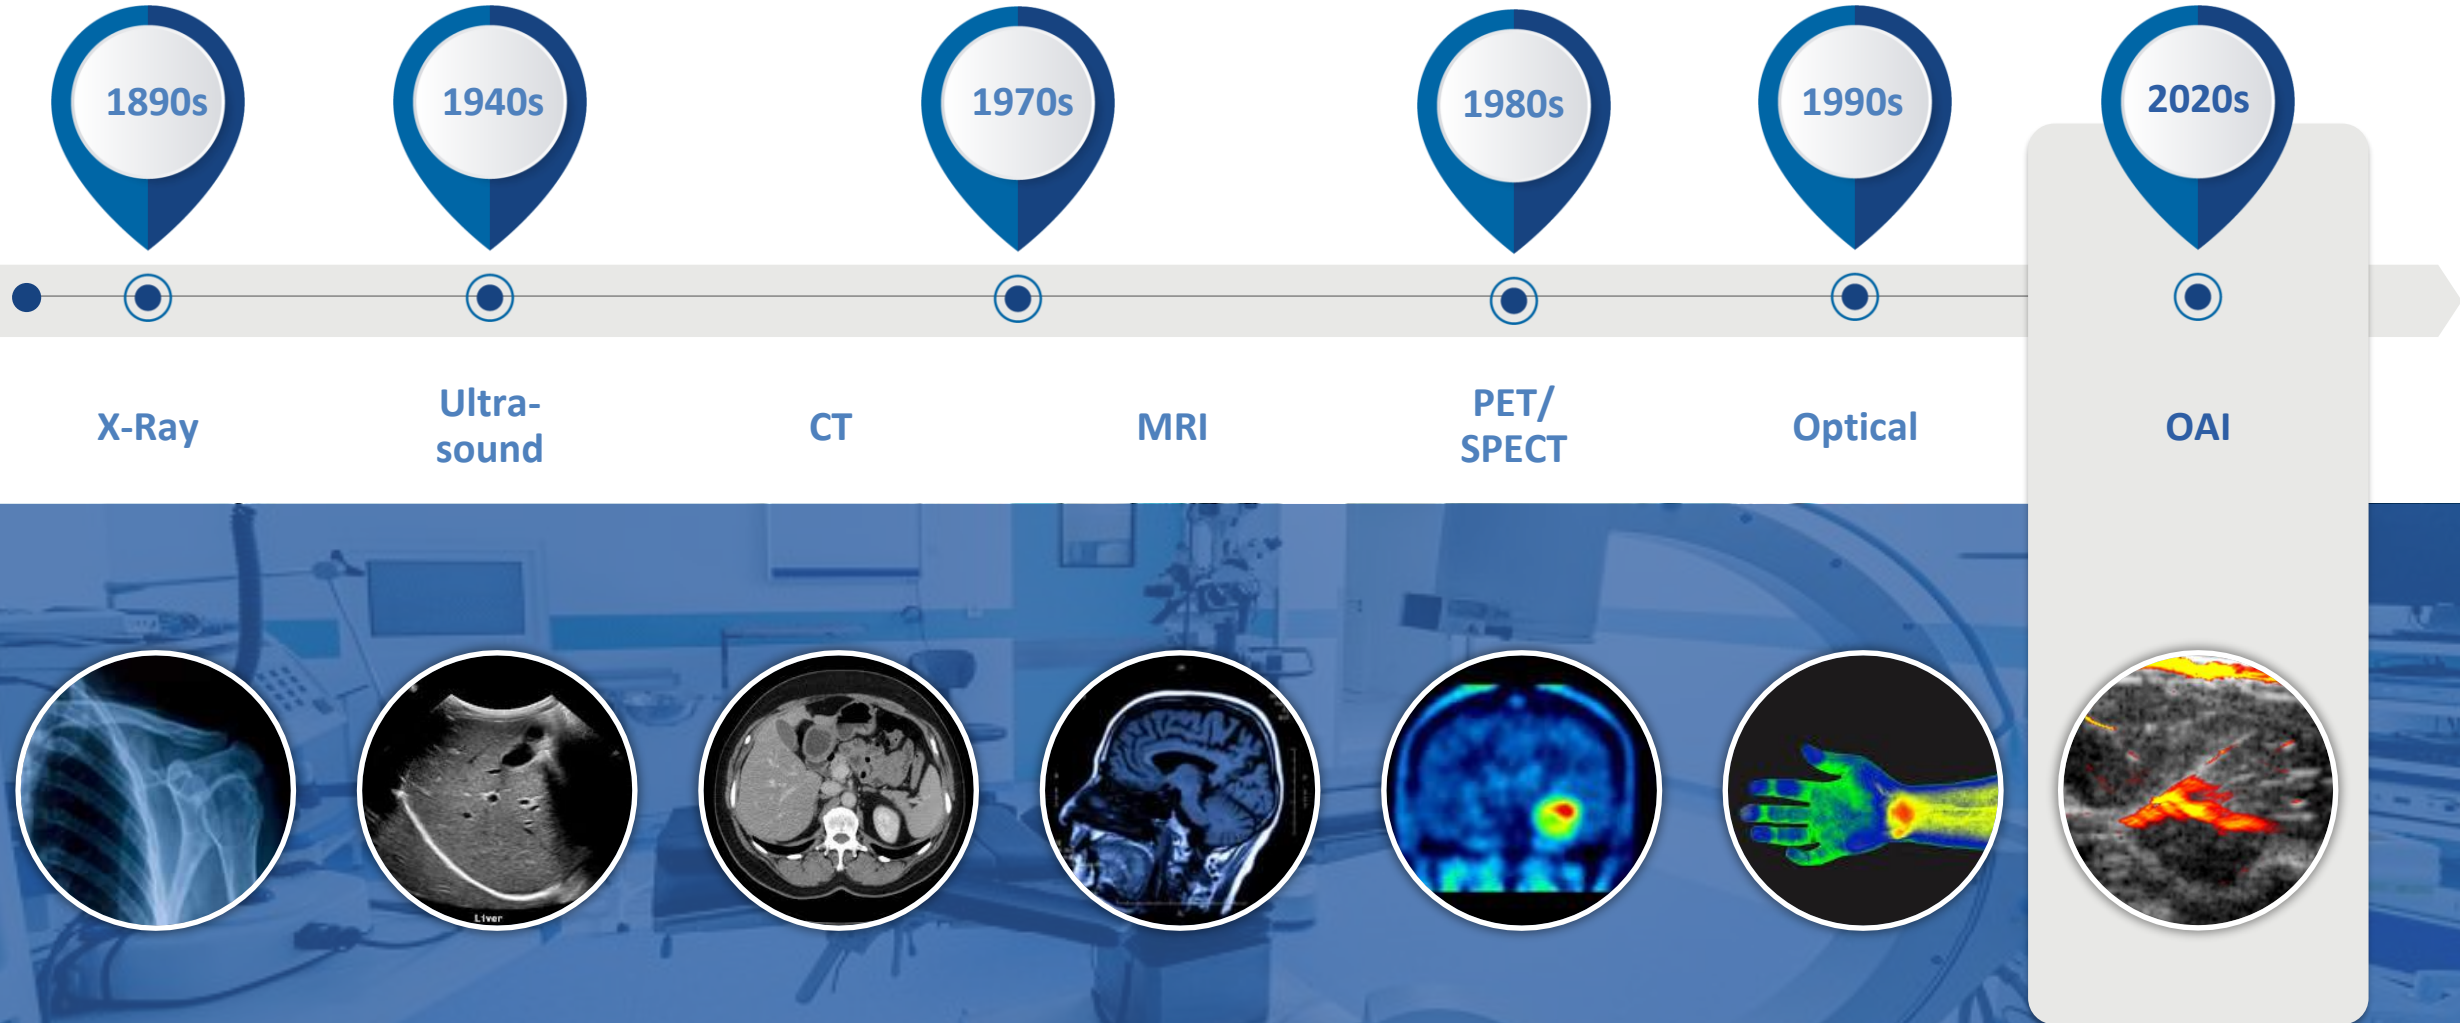 1890s
1940s
1970s
1980s
1990s
2020s
X-Ray
Ultra-
sound
CT
MRI
PET/
SPECT
Optical
OAI
Liver